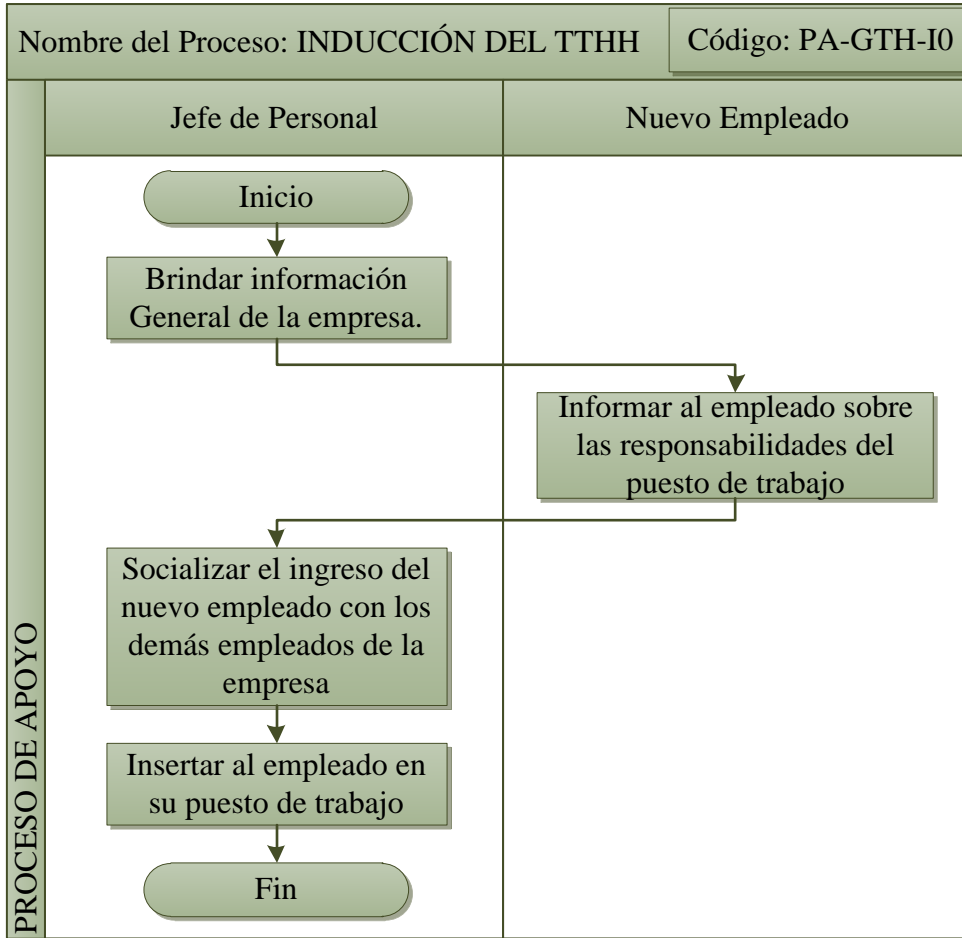 Nombre del Proceso: INDUCCIÓN DEL TTHH
Código: PA-GTH-I0
Jefe de Personal
Nuevo Empleado
Inicio
Brindar información
General de la empresa.
Informar al empleado sobre
las responsabilidades del
puesto de trabajo
Socializar el ingreso del
nuevo empleado con los
demás empleados de la
empresa
Insertar al empleado en
su puesto de trabajo
Fin
PROCESO DE APOYO